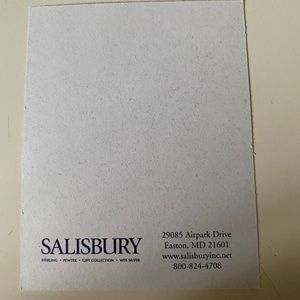 SALISBURY
STERLING • PEWTER • GIFT COLLECTION • WEB SILVER
29085 Airpark Drive
Easton, MD 21601
www.salisburyinc.net
800-824-4708